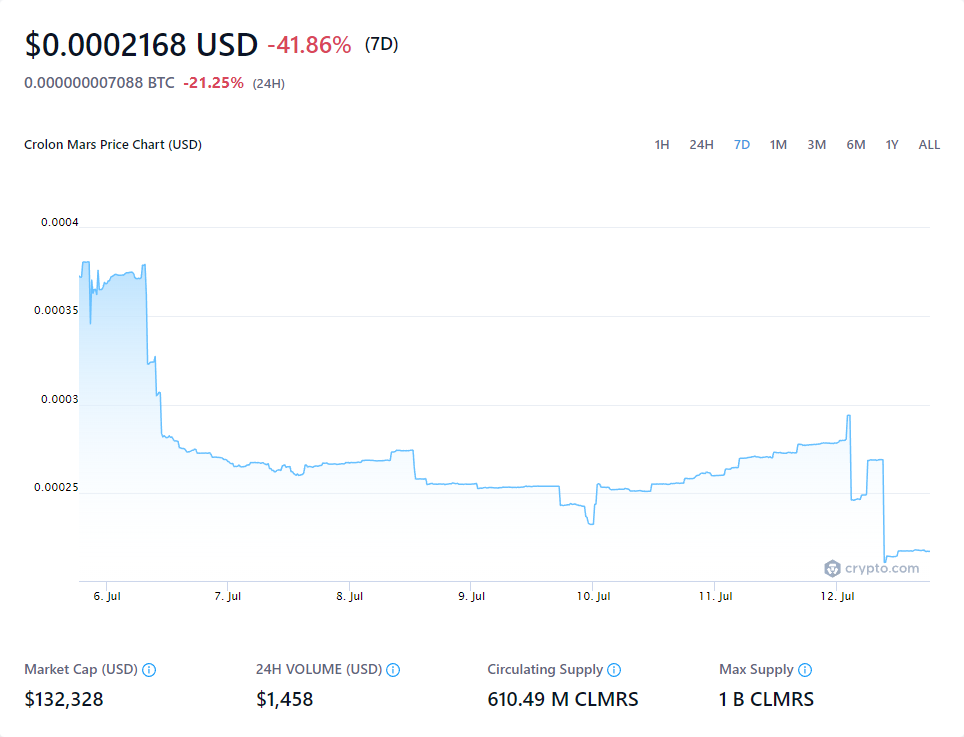 $0.0002168 USD -41.86% (7D)
0.000000007088 BTC -21.25% (24H)
Crolon Mars Price Chart (USD) 1H 24H 7D 1M 3M 6M 1Y ALL
0.0004
0.00035
0.0003
0.00025
crypto.com
6. Jul 7. Jul 8. Jul 9. Jul 10. Jul 11. Jul 12. Jul
Market Cap (USD) 24H VOLUME (USD) Circulating Supply Max Supply
$132,328 $1,458 610.49 M CLMRS 1 B CLMRS